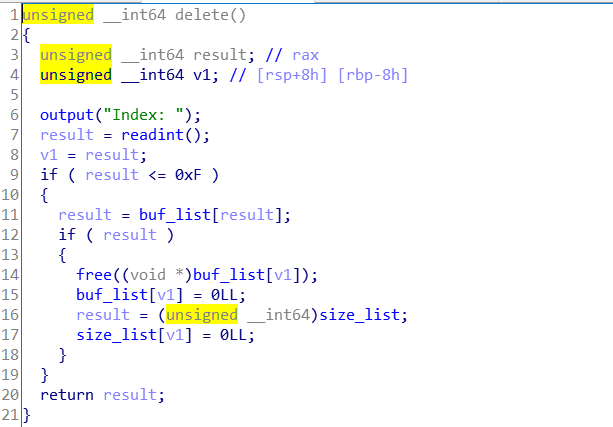 1 unsigned __int64 delete()
2 {
3   unsigned __int64 result; // rax
4   unsigned __int64 v1; // [rsp+8h] [rbp-8h]
5
6   output("Index: ");
7   result = readint();
8   v1 = result;
9   if ( result <= 0xF )
10   {
11     result = buf_list[result];
12     if ( result )
13     {
14       free((void *)buf_list[v1]);
15       buf_list[v1] = 0LL;
16       result = (unsigned __int64)size_list;
17       size_list[v1] = 0LL;
18     }
19   }
20   return result;
21 }